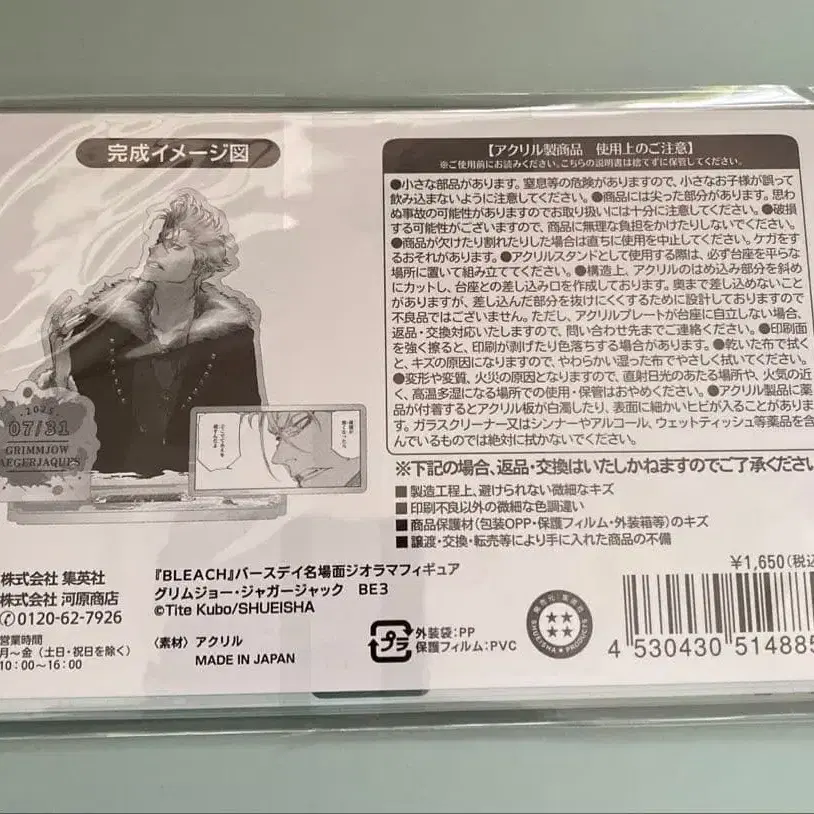 完成イメージ図
・2025・
07/31
GRIMMJOW
AEGERJAQUES
【アクリル製商品　使用上のご注意】
※ご使用前にお読みください。こちらの説明書は捨てずに保管してください。
●小さな部品があります。窒息等の危険がありますので、小さなお子様が誤って
飲み込まないように注意してください。●商品には尖った部分があります。思わ
ぬ事故の可能性がありますのでお取り扱いには十分に注意してください。●破損
する可能性がございますので、商品に無理な負担をかけたりしないでください。
●商品が欠けたり割れたりした場合は直ちに使用を中止してください。ケガをす
るおそれがあります。●アクリルスタンドとして使用する際は、必ず台座を平らな
場所に置いて組み立ててください。●構造上、アクリルのはめ込み部分を斜め
にカットし、台座との差し込み口を作成しております。奥まで差し込めないこと
がありますが、差し込んだ部分を抜けにくくするために設計しておりますので
不良品ではございません。ただし、アクリルプレートが台座に自立しない場合、
返品・交換対応いたしますので、問い合わせ先までご連絡ください。●印刷面
を強く擦ると、印刷が剥げたり色落ちする場合があります。●乾いた布で拭く
と、キズの原因になりますので、やわらかい湿った布でやさしく拭いてください。
●変形や変質、火災の原因となりますので、直射日光のあたる場所や、火気の近
く、高温多湿になる場所での使用・保管はおやめください。●アクリル製品に薬
品が付着するとアクリル板が白濁したり、表面に細かいヒビが入ることがありま
す。ガラスクリーナー又はシンナーやアルコール、ウェットティッシュ等薬品を含
んでいるものでは絶対に拭かないでください。
※下記の場合、返品・交換はいたしかねますのでご了承ください
■製造工程上、避けられない微細なキズ
■印刷不良以外の微細な色調違い
■商品保護材(包装OPP・保護フィルム・外装箱等)のキズ
■譲渡・交換・転売等により手に入れた商品の不備
株式会社 集英社
株式会社 河原商店
✆0120-62-7926
営業時間
月～金（土日・祝日を除く）
10：00～16：00
『BLEACH』バースデイ名場面ジオラマフィギュア
グリムジョー・ジャガージャック　BE3
©Tite Kubo/SHUEISHA
〈素材〉アクリル
MADE IN JAPAN
プラ
外装袋：PP
保護フィルム：PVC
SHUEISHA PRODUCTS
¥1,650(税込
4 530430 514885